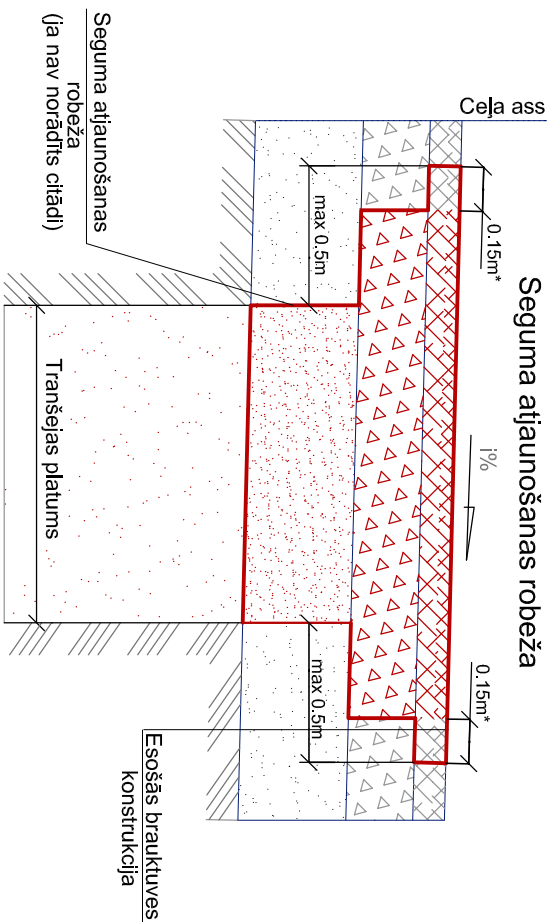 Seguma atjaunošanas robeža
Ceļa ass
0.15m*
i%
0.15m*
max 0.5m
max 0.5m
Seguma atjaunošanas
robeža
(ja nav norādīts citādi)
Tranšejas platums
Esošās brauktuves
konstrukcija